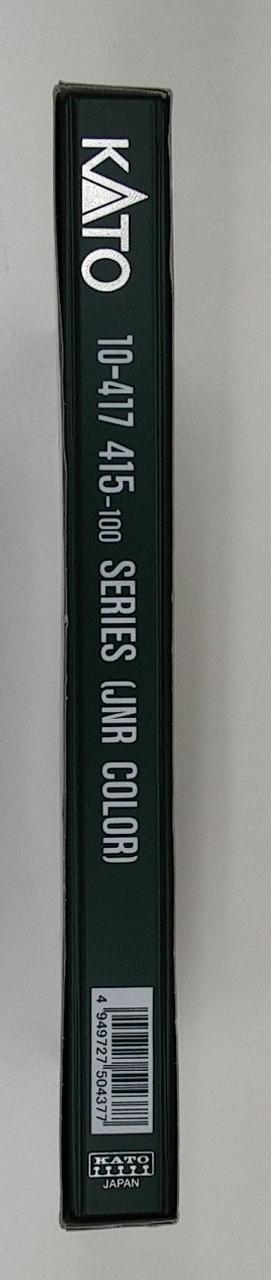 KATO
10-417 415-100 SERIES (JNR COLOR)
4 949727 504377
KATO
JAPAN